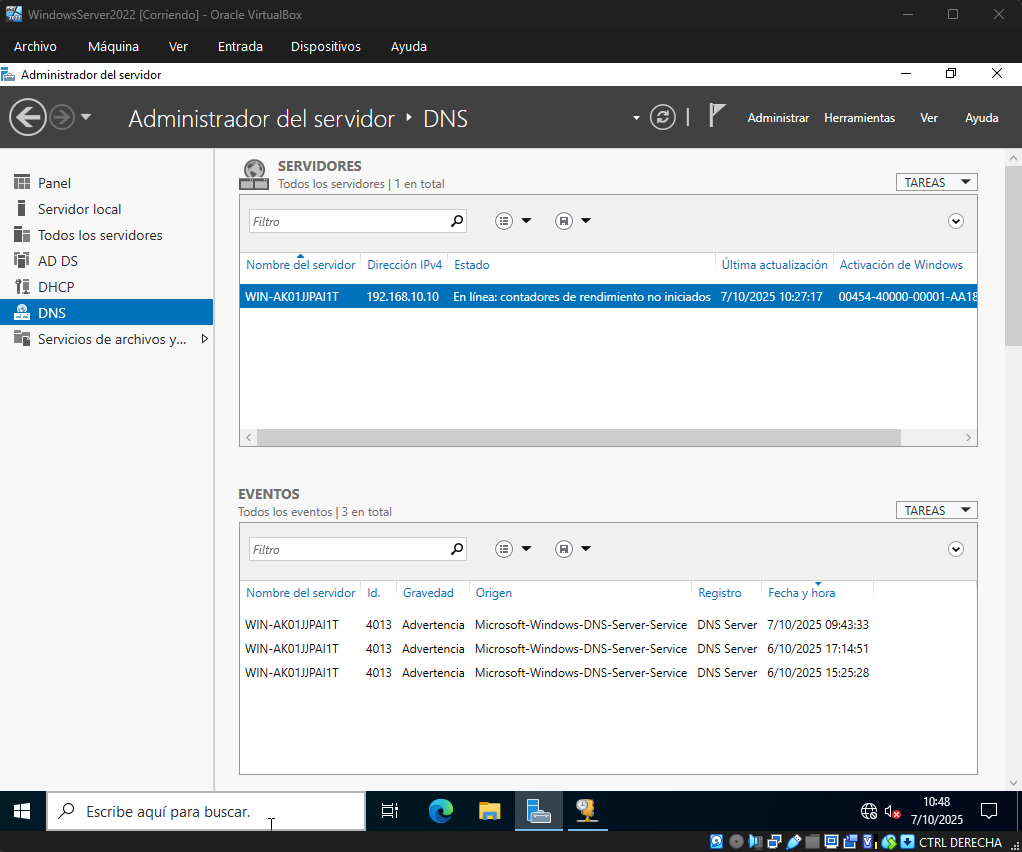 WindowsServer2022 [Corriendo] - Oracle VirtualBox
Archivo Máquina Ver Entrada Dispositivos Ayuda
Administrador del servidor
Administrador del servidor DNS
Administrar Herramientas Ver Ayuda
Panel
Servidor local
Todos los servidores
AD DS
DHCP
DNS
Servicios de archivos y...
SERVIDORES
Todos los servidores | 1 en total
TAREAS
Filtro
Nombre del servidor Dirección IPv4 Estado Última actualización Activación de Windows
WIN-AK01JJPAI1T 192.168.10.10 En línea: contadores de rendimiento no iniciados 7/10/2025 10:27:17 00454-40000-00001-AA18
EVENTOS
Todos los eventos | 3 en total
TAREAS
Filtro
Nombre del servidor Id. Gravedad Origen Registro Fecha y hora
WIN-AK01JJPAI1T 4013 Advertencia Microsoft-Windows-DNS-Server-Service DNS Server 7/10/2025 09:43:33
WIN-AK01JJPAI1T 4013 Advertencia Microsoft-Windows-DNS-Server-Service DNS Server 6/10/2025 17:14:51
WIN-AK01JJPAI1T 4013 Advertencia Microsoft-Windows-DNS-Server-Service DNS Server 6/10/2025 15:25:28
Escribe aquí para buscar.
10:48
7/10/2025
CTRL DERECHA